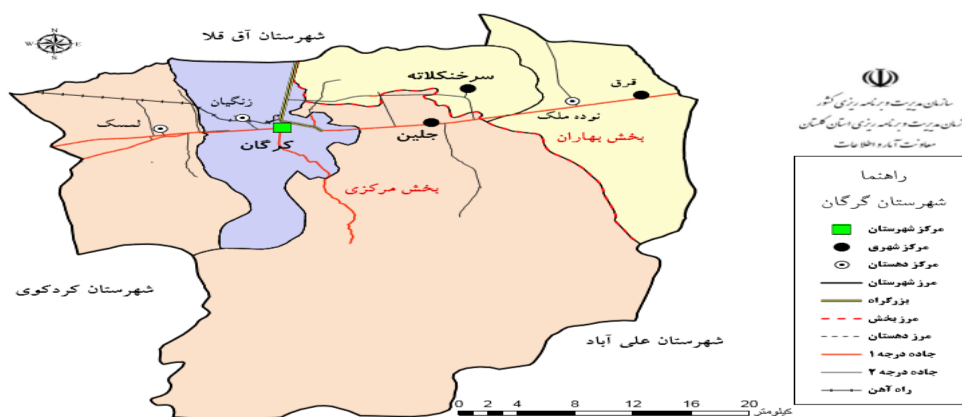 شهرستان آق قلا
N
W
E
S
سرخنکلاته
قرق
زنگیان
نوده ملک
لمسک
جلین
گرگان
بخش بهاران
بخش مرکزی
شهرستان کردکوی
شهرستان علی آباد
0 2 4 8 12 16 20
کیلومتر
سازمان مدیریت و برنامه ریزی کشور
زمان مدیریت و برنامه ریزی استان گلستان
معاونت آمار و اطلاعات
راهنما
شهرستان گرگان
مرکز شهرستان
مرکز شهری
مرکز دهستان
مرز شهرستان
بزرگراه
مرز بخش
مرز دهستان
جاده درجه ۱
جاده درجه ۲
راه آهن